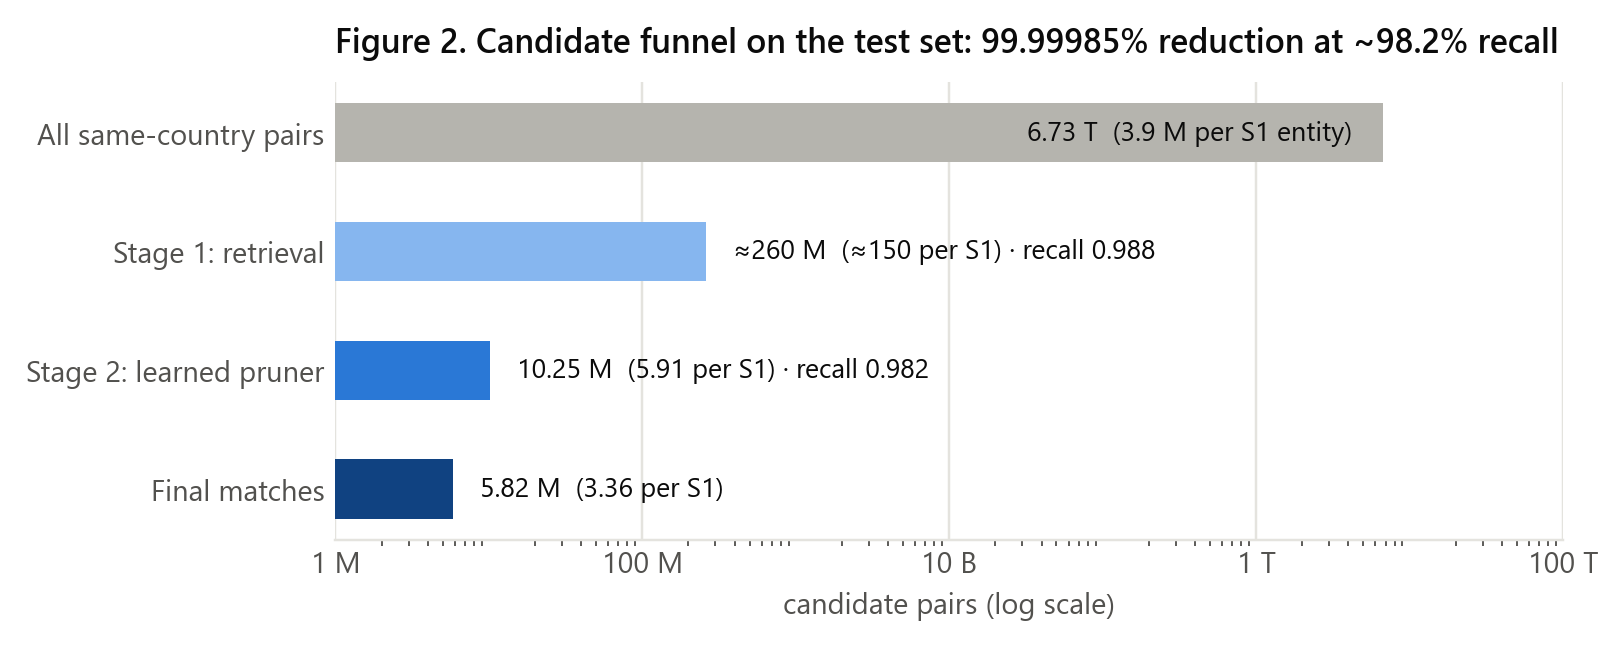 Figure 2. Candidate funnel on the test set: 99.99985% reduction at ~98.2% recall
All same-country pairs
6.73 T (3.9 M per S1 entity)
Stage 1: retrieval
≈260 M (≈150 per S1) · recall 0.988
Stage 2: learned pruner
10.25 M (5.91 per S1) · recall 0.982
Final matches
5.82 M (3.36 per S1)
1 M 100 M 10 B 1 T 100 T
candidate pairs (log scale)